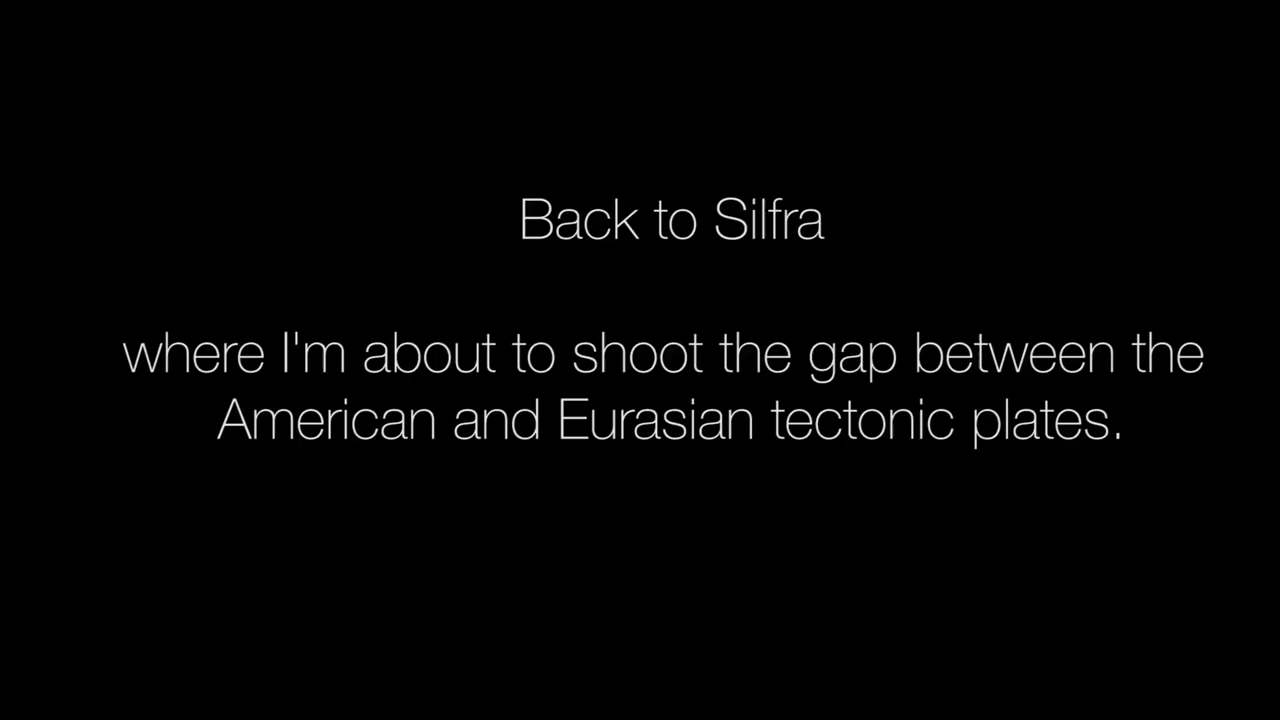 Back to Silfra
where I'm about to shoot the gap between the
American and Eurasian tectonic plates.